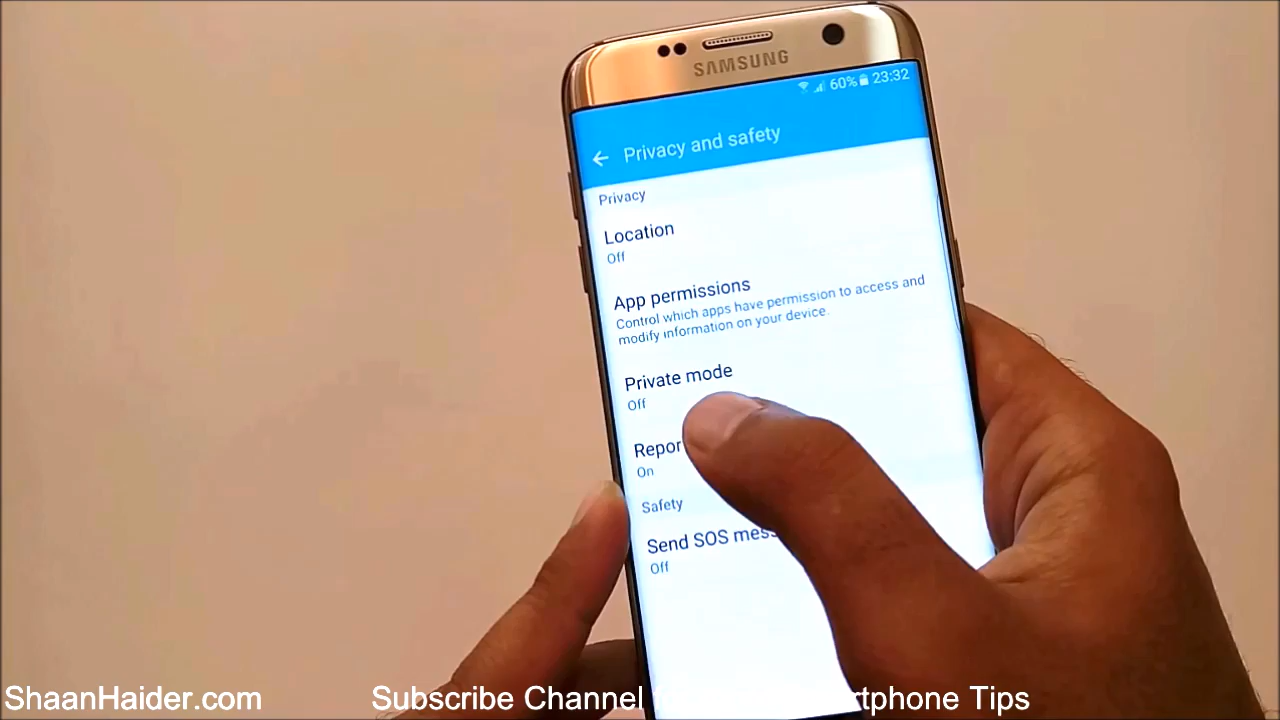 SAMSUNG
60% 23:32
Privacy and safety
Privacy
Location
Off
App permissions
Control which apps have permission to access and
modify information on your device.
Private mode
Off
Repor
On
Safety
Send SOS mess
Off
ShaanHaider.com
Subscribe Channel Smartphone Tips